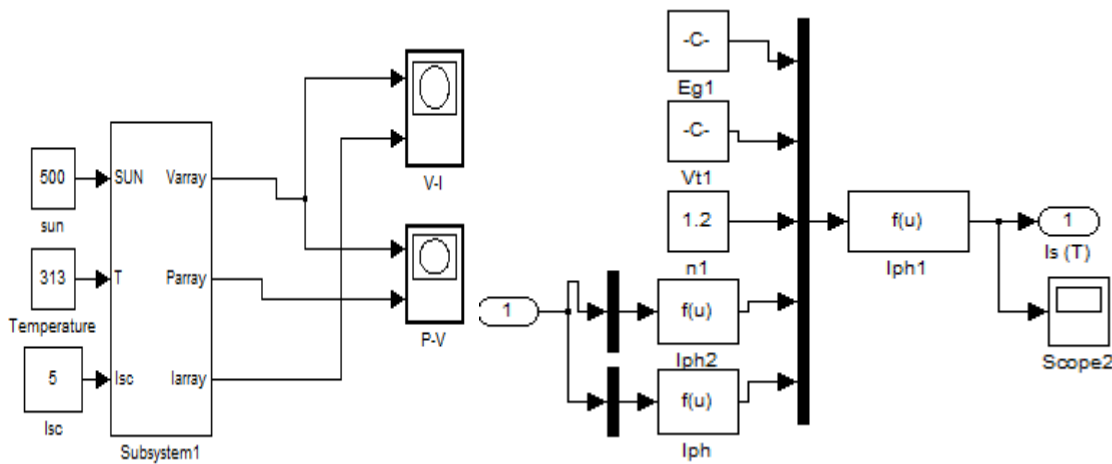 500
sun
313
Temperature
5
Isc
SUN
T
Isc
Varray
Parray
Iarray
Subsystem1
V-I
P-V
1
-C-
Eg1
-C-
Vt1
1.2
n1
f(u)
Iph2
f(u)
Iph
f(u)
Iph1
1
Is (T)
Scope2